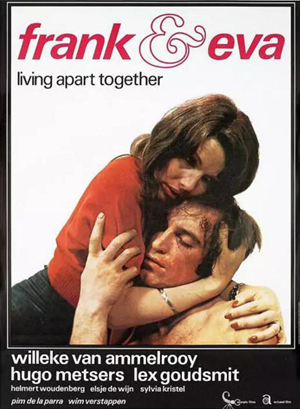 frank & eva
living apart together
willeke van ammelrooy
hugo metsers lex goudsmit
helmert woudenberg elsje de wijn sylvia kristel
pim de la parra wim verstappen